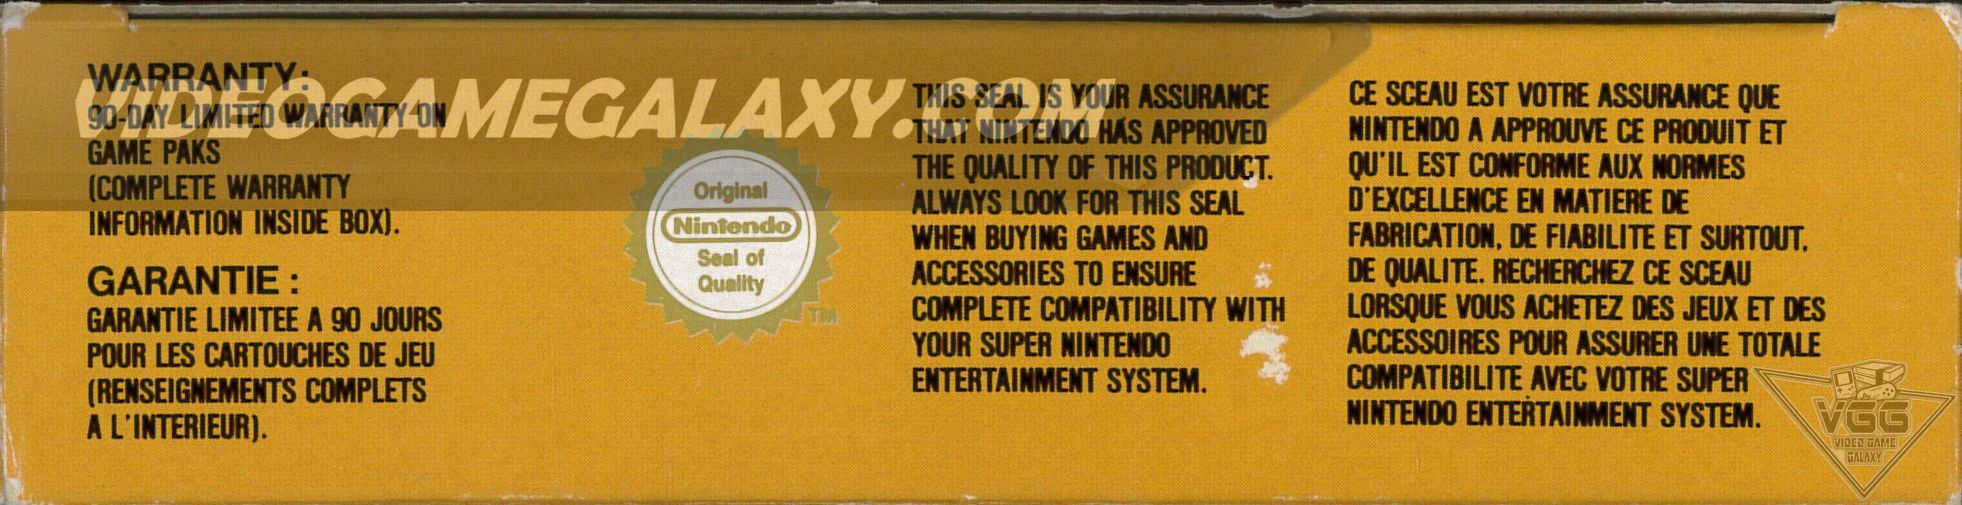 WARRANTY:
90-DAY LIMITED WARRANTY ON
GAME PAKS
(COMPLETE WARRANTY
INFORMATION INSIDE BOX).
GARANTIE :
GARANTIE LIMITEE A 90 JOURS
POUR LES CARTOUCHES DE JEU
(RENSEIGNEMENTS COMPLETS
A L'INTERIEUR).
VIDEOGAMEGALAXY.COM
Original
Nintendo
Seal of
Quality
TM
THIS SEAL IS YOUR ASSURANCE
THAT NINTENDO HAS APPROVED
THE QUALITY OF THIS PRODUCT.
ALWAYS LOOK FOR THIS SEAL
WHEN BUYING GAMES AND
ACCESSORIES TO ENSURE
COMPLETE COMPATIBILITY WITH
YOUR SUPER NINTENDO
ENTERTAINMENT SYSTEM.
CE SCEAU EST VOTRE ASSURANCE QUE
NINTENDO A APPROUVE CE PRODUIT ET
QU'IL EST CONFORME AUX NORMES
D'EXCELLENCE EN MATIERE DE
FABRICATION, DE FIABILITE ET SURTOUT,
DE QUALITE. RECHERCHEZ CE SCEAU
LORSQUE VOUS ACHETEZ DES JEUX ET DES
ACCESSOIRES POUR ASSURER UNE TOTALE
COMPATIBILITE AVEC VOTRE SUPER
NINTENDO ENTERTAINMENT SYSTEM.
VGG
VIDEO GAME
GALAXY